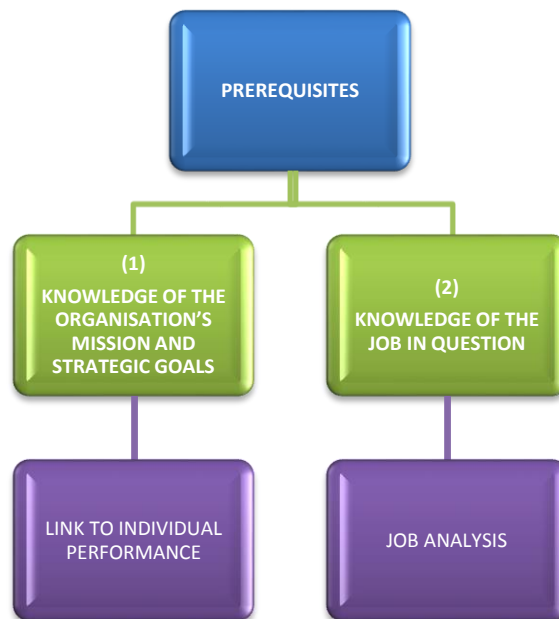 PREREQUISITES
(1)
KNOWLEDGE OF THE
ORGANISATION’S
MISSION AND
STRATEGIC GOALS
(2)
KNOWLEDGE OF THE
JOB IN QUESTION
LINK TO INDIVIDUAL
PERFORMANCE
JOB ANALYSIS